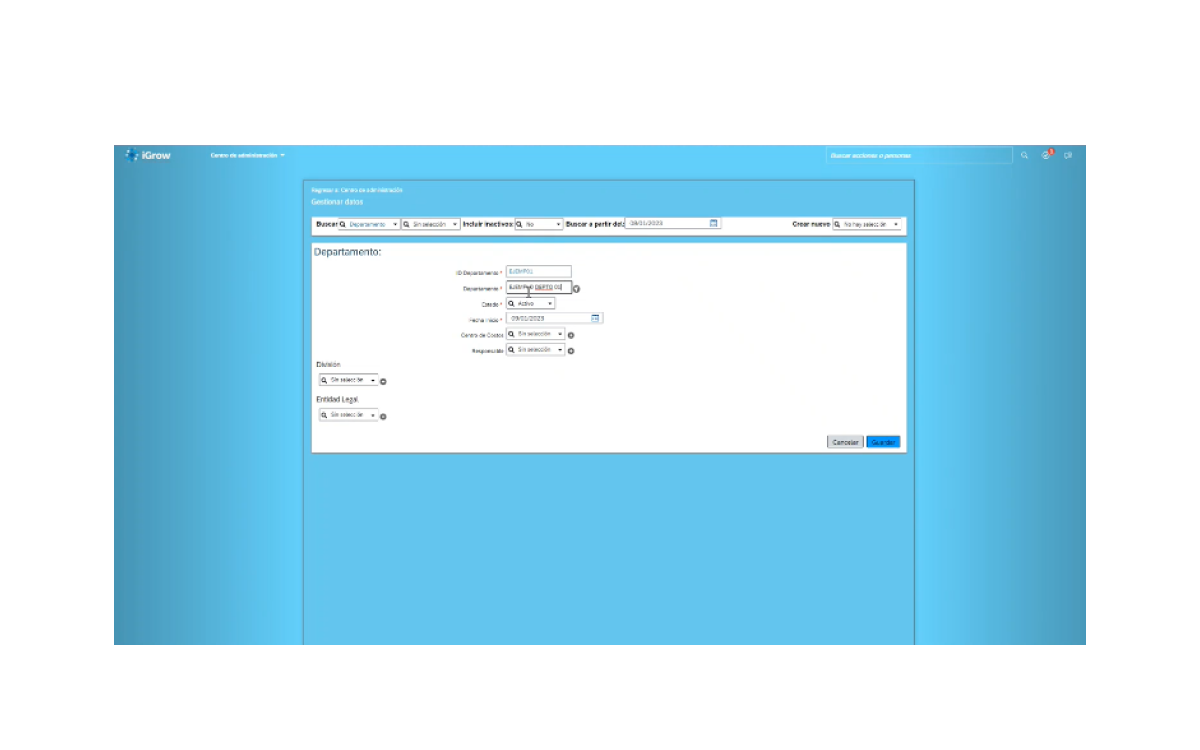 iGrow Centro de administración Buscar acciones o personas
Regresar a: Centro de administración
Gestionar datos
Buscar Departamento Sin selección Incluir inactivos: No Buscar a partir del: 09/01/2023 Crear nuevo No hay selección
Departamento:
ID Departamento * EJEMP01
Departamento * EJEMPLO DEPTO 01
Estado * Activo
Fecha Inicio * 09/01/2023
Centro de Costos Sin selección
Responsable Sin selección
División
Sin selección
Entidad Legal
Sin selección
Cancelar Guardar